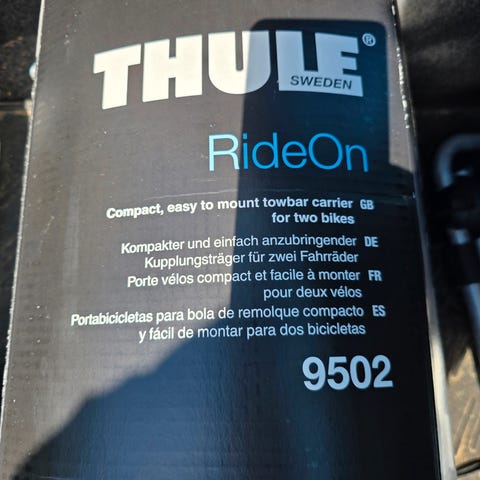 THULE®
SWEDEN
RideOn
Compact, easy to mount towbar carrier GB
for two bikes
Kompakter und einfach anzubringender DE
Kupplungsträger für zwei Fahrräder
Porte vélos compact et facile à monter FR
pour deux vélos
Portabicicletas para bola de remolque compacto ES
y fácil de montar para dos bicicletas
9502